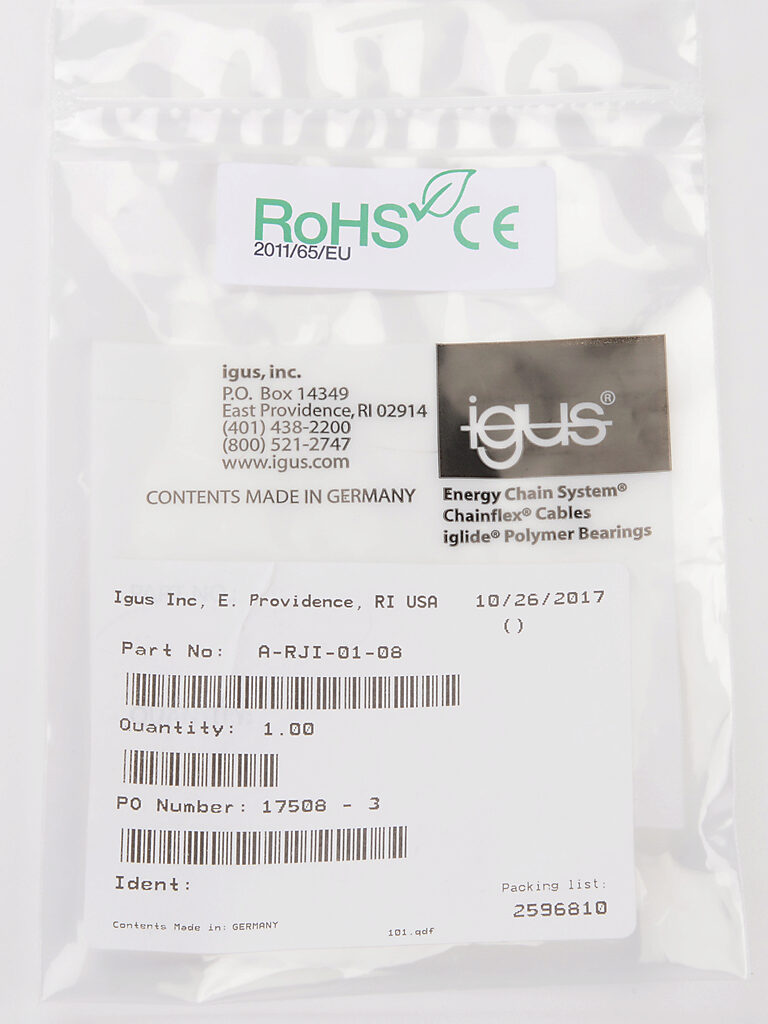 RoHS CE
2011/65/EU
igus, inc.
P.O. Box 14349
East Providence, RI 02914
(401) 438-2200
(800) 521-2747
www.igus.com
CONTENTS MADE IN GERMANY
igus®
Energy Chain System®
Chainflex® Cables
iglide® Polymer Bearings
Igus Inc, E. Providence, RI USA 10/26/2017
()
Part No: A-RJI-01-08
Quantity: 1.00
PO Number: 17508 - 3
Ident:
Packing list:
2596810
Contents Made in: GERMANY
101.qdf